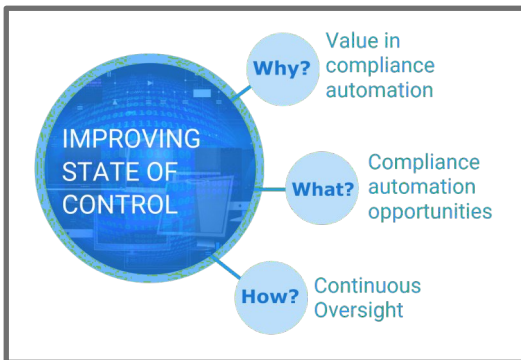 IMPROVING
STATE OF
CONTROL
Why?
Value in
compliance
automation
What?
Compliance
automation
opportunities
How?
Continuous
Oversight